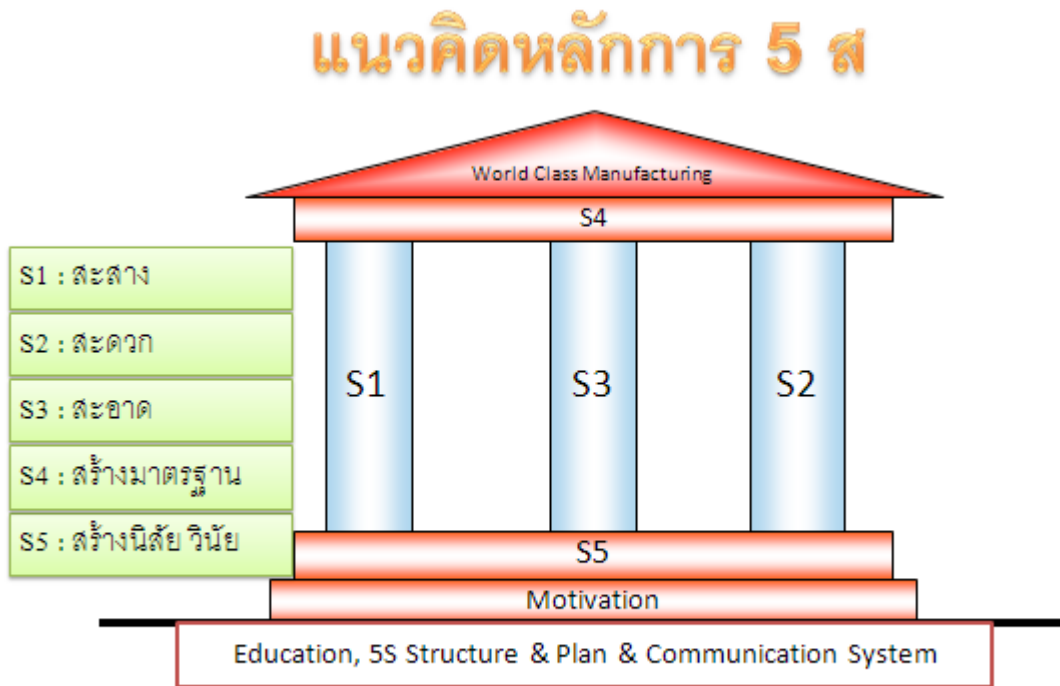 แนวคิดหลักการ 5 ส
World Class Manufacturing
S4
S1 : สะสาง
S2 : สะดวก
S3 : สะอาด
S4 : สร้างมาตรฐาน
S5 : สร้างนิสัย วินัย
S1
S3
S2
S5
Motivation
Education, 5S Structure & Plan & Communication System